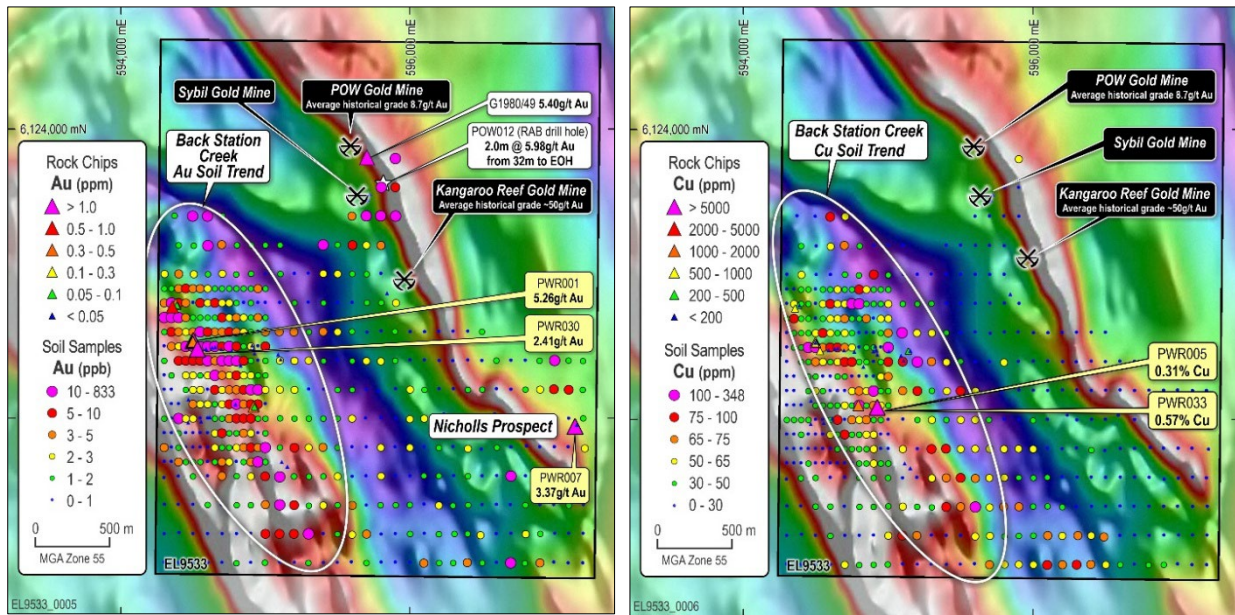 594,000 mE
596,000 mE
POW Gold Mine
Average historical grade 8.7g/t Au
Sybil Gold Mine
G1980/49 5.40g/t Au
6,124,000 mN
POW012 (RAB drill hole)
2.0m @ 5.98g/t Au
from 32m to EOH
Back Station
Creek
Au Soil Trend
Kangaroo Reef Gold Mine
Average historical grade ~50g/t Au
Rock Chips
Au (ppm)
> 1.0
0.5 - 1.0
0.3 - 0.5
0.1 - 0.3
0.05 - 0.1
< 0.05
Soil Samples
Au (ppb)
10 - 833
5 - 10
3 - 5
2 - 3
1 - 2
0 - 1
0 500 m
MGA Zone 55
PWR001
5.26g/t Au
PWR030
2.41g/t Au
Nicholls Prospect
PWR007
3.37g/t Au
EL9533
EL9533_0005
594,000 mE
596,000 mE
POW Gold Mine
Average historical grade 8.7g/t Au
6,124,000 mN
Back Station Creek
Cu Soil Trend
Sybil Gold Mine
Kangaroo Reef Gold Mine
Average historical grade ~50g/t Au
Rock Chips
Cu (ppm)
> 5000
2000 - 5000
1000 - 2000
500 - 1000
200 - 500
< 200
Soil Samples
Cu (ppm)
100 - 348
75 - 100
65 - 75
50 - 65
30 - 50
0 - 30
0 500 m
MGA Zone 55
PWR005
0.31% Cu
PWR033
0.57% Cu
EL9533
EL9533_0006